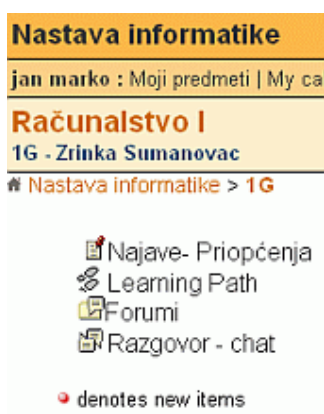 Nastava informatike
jan marko : Moji predmeti | My ca
Računalstvo I
1G - Zrinka Sumanovac
Nastava informatike > 1G
Najave- Priopćenja
Learning Path
Forumi
Razgovor - chat
denotes new items